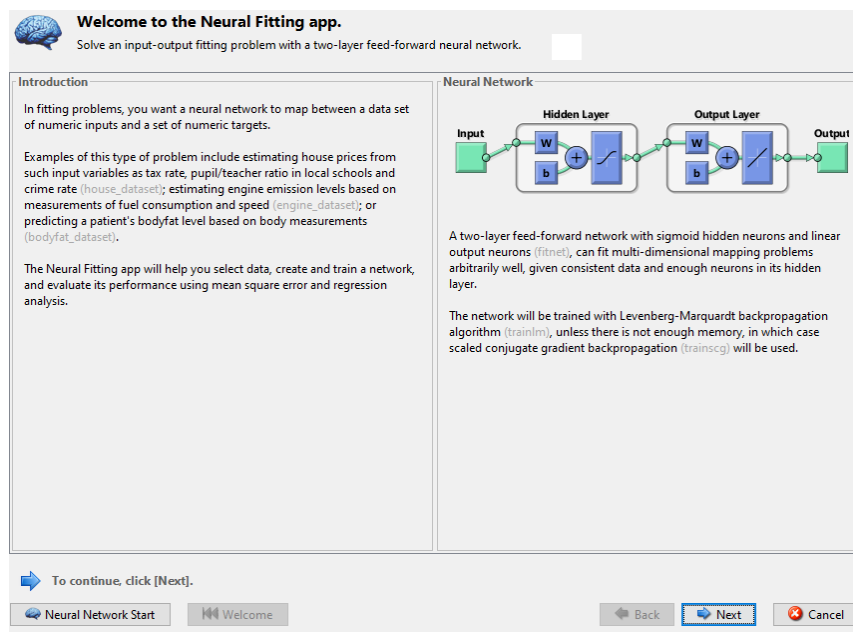 Welcome to the Neural Fitting app.
Solve an input-output fitting problem with a two-layer feed-forward neural network.
Introduction
In fitting problems, you want a neural network to map between a data set
of numeric inputs and a set of numeric targets.
Examples of this type of problem include estimating house prices from
such input variables as tax rate, pupil/teacher ratio in local schools and
crime rate (house_dataset); estimating engine emission levels based on
measurements of fuel consumption and speed (engine_dataset); or
predicting a patient's bodyfat level based on body measurements
(bodyfat_dataset).
The Neural Fitting app will help you select data, create and train a network,
and evaluate its performance using mean square error and regression
analysis.
Neural Network
Hidden Layer
Output Layer
Input
Output
W
b
+
W
b
+
A two-layer feed-forward network with sigmoid hidden neurons and linear
output neurons (fitnet), can fit multi-dimensional mapping problems
arbitrarily well, given consistent data and enough neurons in its hidden
layer.
The network will be trained with Levenberg-Marquardt backpropagation
algorithm (trainlm), unless there is not enough memory, in which case
scaled conjugate gradient backpropagation (trainscg) will be used.
To continue, click [Next].
Neural Network Start
Welcome
Back
Next
Cancel